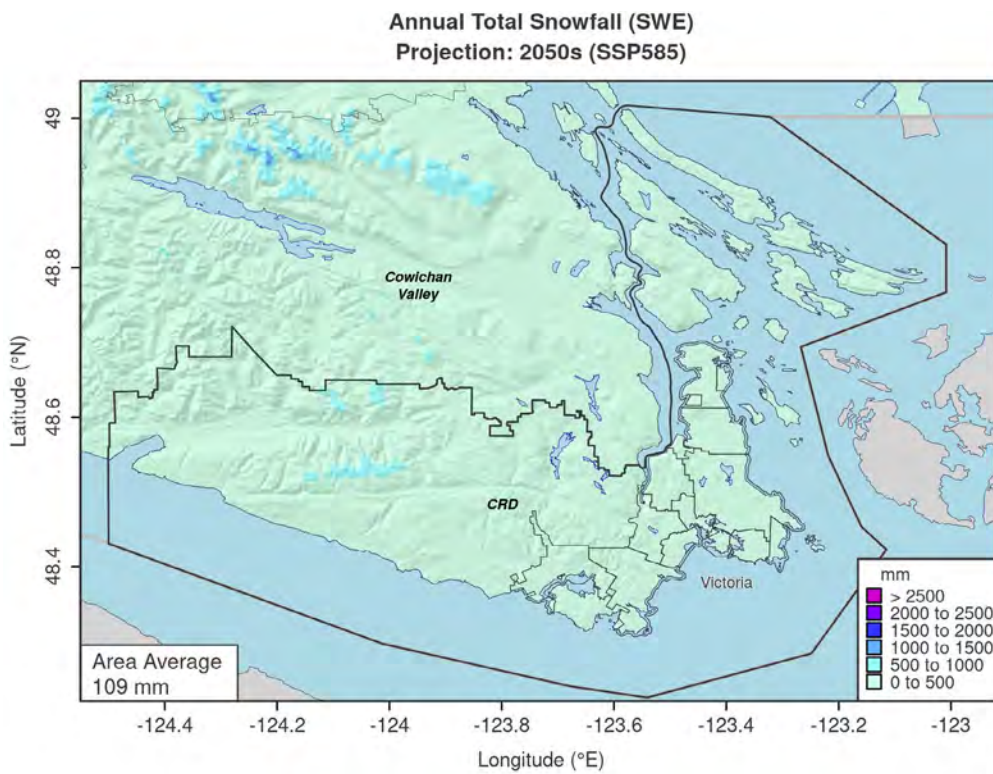 Annual Total Snowfall (SWE)
Projection: 2050s (SSP585)
Latitude (°N)
49
48.8
48.6
48.4
Cowichan
Valley
CRD
Victoria
mm
> 2500
2000 to 2500
1500 to 2000
1000 to 1500
500 to 1000
0 to 500
Area Average
109 mm
-124.4
-124.2
-124
-123.8
-123.6
-123.4
-123.2
-123
Longitude (°E)